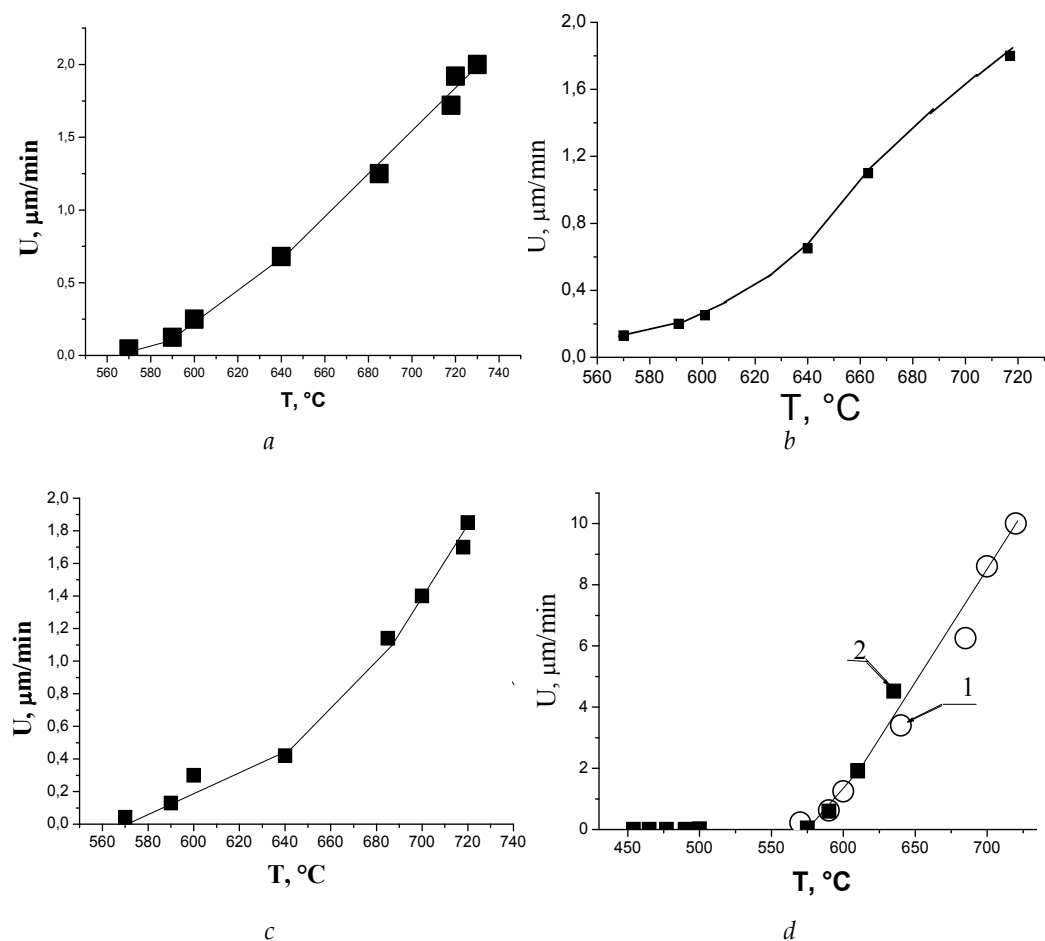 2,0
1,5
1,0
0,5
0,0
U, μm/min
560 580 600 620 640 660 680 700 720 740
T, °C
a
2,0
1,6
1,2
0,8
0,4
0,0
U, μm/min
560 580 600 620 640 660 680 700 720
T, °C
b
2,0
1,8
1,6
1,4
1,2
1,0
0,8
0,6
0,4
0,2
0,0
U, μm/min
560 580 600 620 640 660 680 700 720 740
T, °C
c
10
8
6
4
2
0
U, μm/min
2
1
450 500 550 600 650 700
T, °C
d